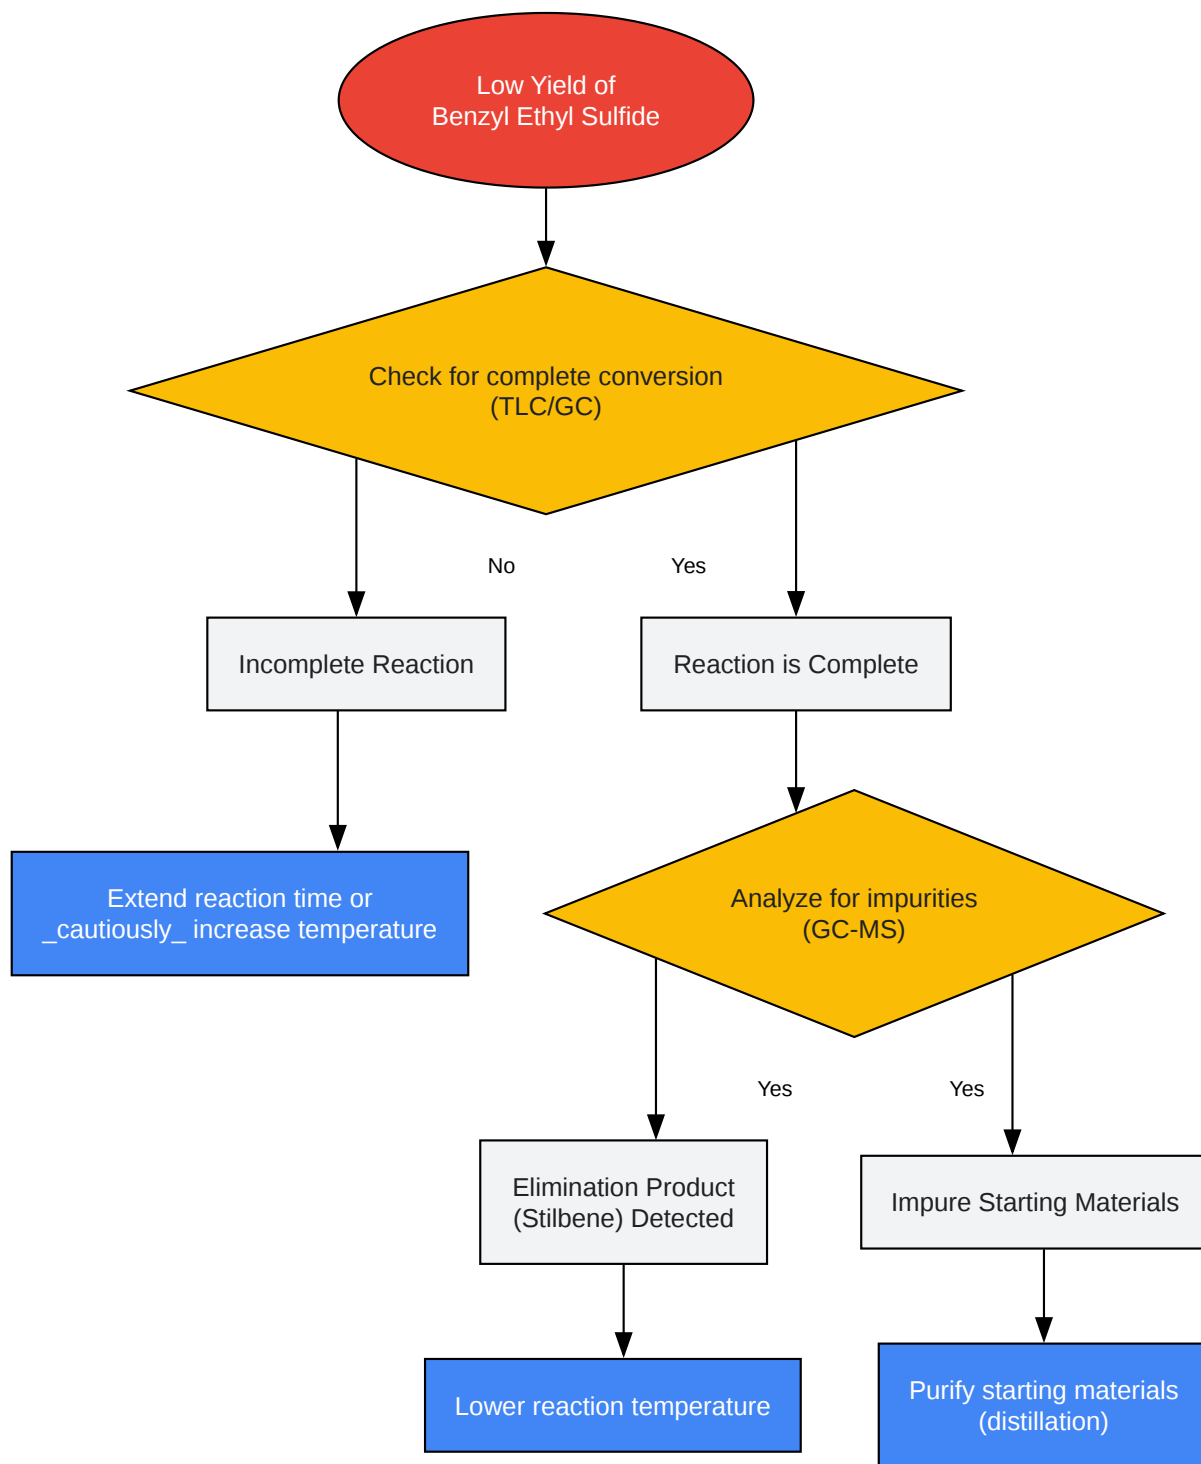 Low Yield of
Benzyl Ethyl Sulfide
Check for complete conversion
(TLC/GC)
No
Yes
Incomplete Reaction
Reaction is Complete
Extend reaction time or
_cautiously_ increase temperature
Analyze for impurities
(GC-MS)
Yes
Yes
Elimination Product
(Stilbene) Detected
Impure Starting Materials
Lower reaction temperature
Purify starting materials
(distillation)